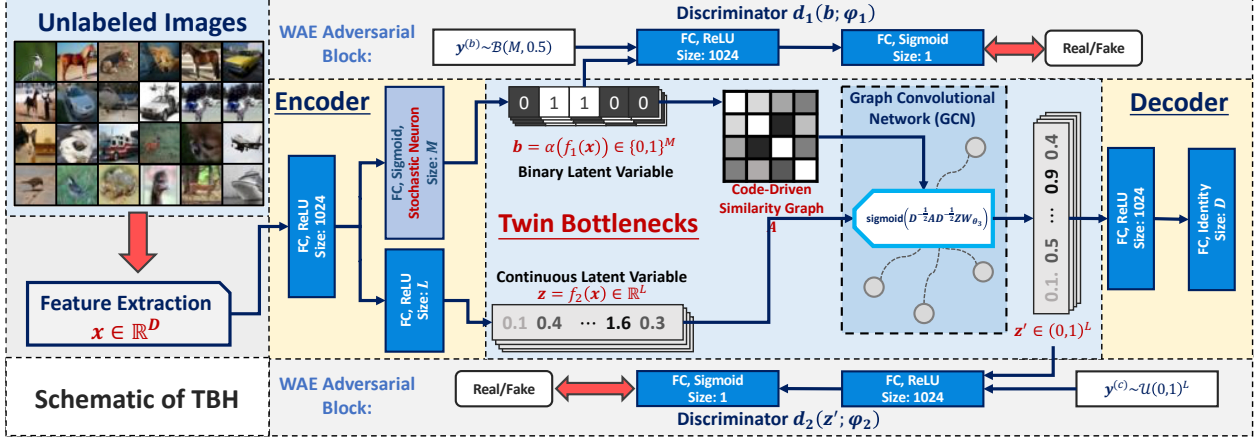 Unlabeled Images
Feature Extraction
x ∈ ℝ^D
Schematic of TBH
WAE Adversarial
Block:
Discriminator d₁(b; φ₁)
y^(b)~ℬ(M, 0.5)
FC, ReLU
Size: 1024
FC, Sigmoid
Size: 1
Real/Fake
Encoder
FC, ReLU
Size: 1024
FC, Sigmoid,
Stochastic Neuron
Size: M
FC, ReLU
Size: L
0 1 1 0 0
b = α(f₁(x)) ∈ {0,1}^M
Binary Latent Variable
Twin Bottlenecks
Continuous Latent Variable
z = f₂(x) ∈ ℝ^L
0.1 0.4 ⋯ 1.6 0.3
Code-Driven
Similarity Graph
A
Graph Convolutional
Network (GCN)
sigmoid(D^(-1/2)AD^(-1/2)ZW_θ₃)
0.1. 0.5 ⋯ 0.9 0.4
z′ ∈ (0,1)^L
Decoder
FC, ReLU
Size: 1024
FC, Identity
Size: D
WAE Adversarial
Block:
Real/Fake
FC, Sigmoid
Size: 1
FC, ReLU
Size: 1024
y^(c)~𝒰(0,1)^L
Discriminator d₂(z′; φ₂)